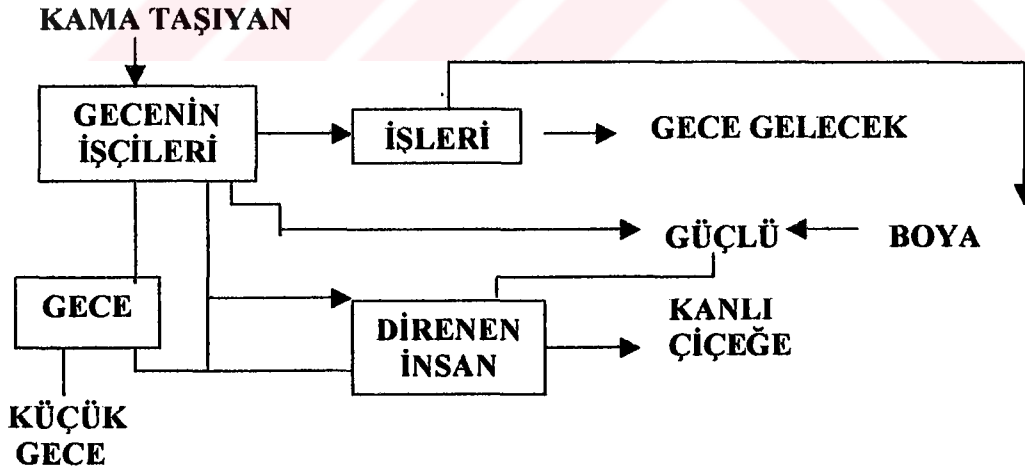 KAMA TAŞIYAN
GECENİN
İŞÇİLERİ
İŞLERİ
GECE GELECEK
GÜÇLÜ
BOYA
GECE
DİRENEN
İNSAN
KANLI
ÇİÇEĞE
KÜÇÜK
GECE